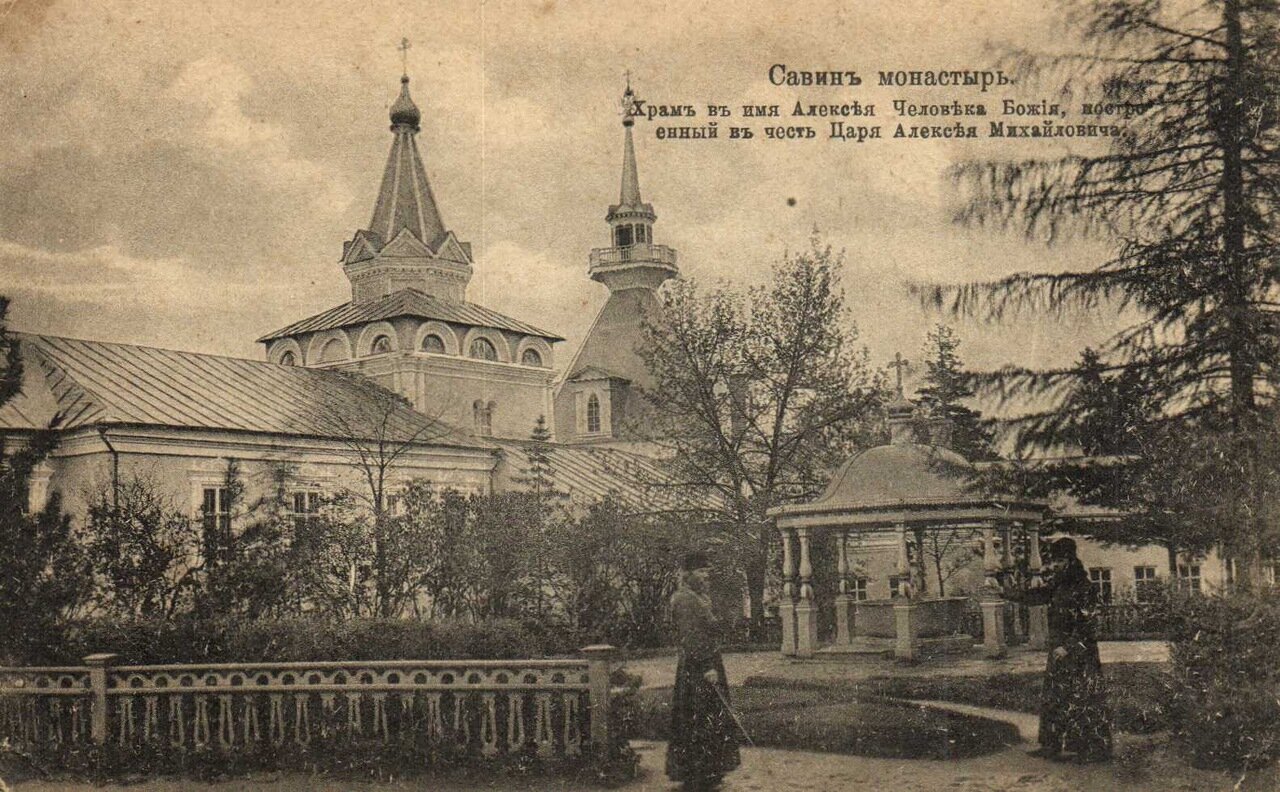 Савинъ монастырь.
Храмъ въ имя Алексѣя Человѣка Божія, постро-
енный въ честь Царя Алексѣя Михайловича.